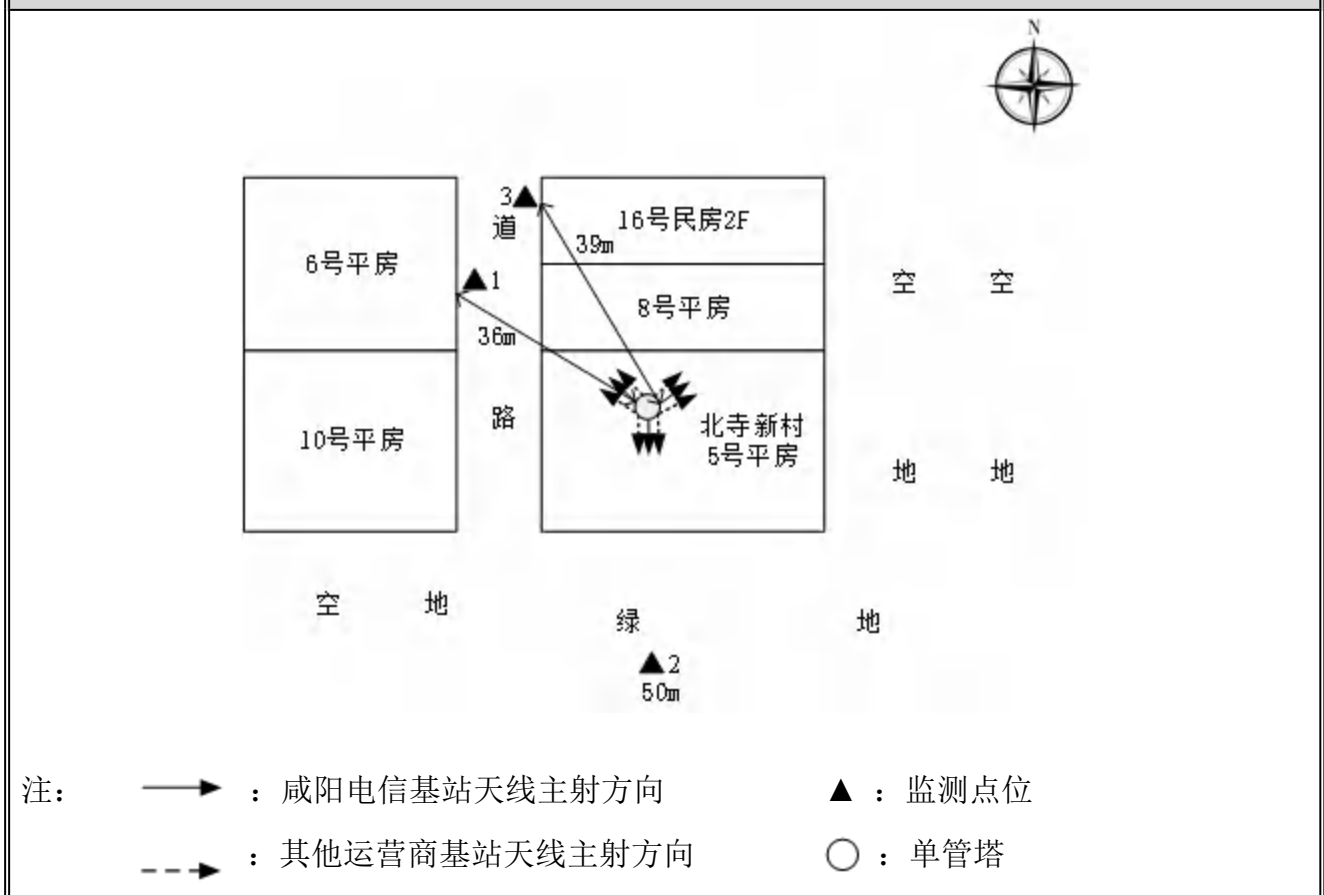 N
3▲
道
16号民房2F
39m
6号平房
▲1
8号平房
空 空
36m
10号平房
路
北寺新村
5号平房
地 地
空 地
绿 地
▲2
50m
注： ：咸阳电信基站天线主射方向 ▲ ：监测点位
：其他运营商基站天线主射方向 ○ ：单管塔